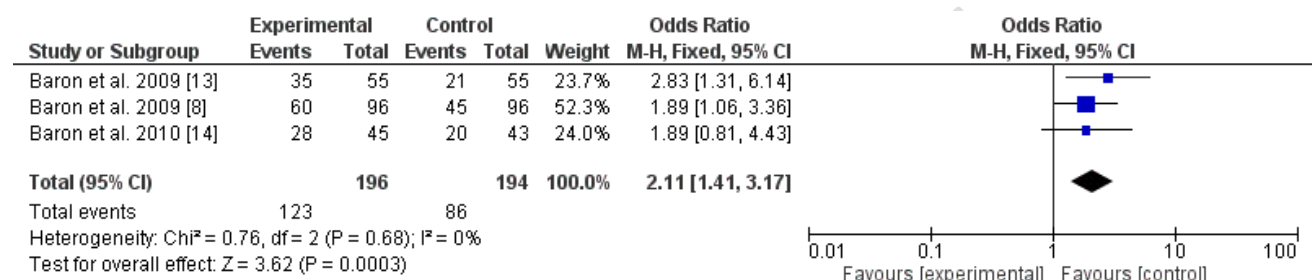 Experimental Control Odds Ratio Odds Ratio
Study or Subgroup Events Total Events Total Weight M-H, Fixed, 95% CI M-H, Fixed, 95% CI
Baron et al. 2009 [13] 35 55 21 55 23.7% 2.83 [1.31, 6.14]
Baron et al. 2009 [8] 60 96 45 96 52.3% 1.89 [1.06, 3.36]
Baron et al. 2010 [14] 28 45 20 43 24.0% 1.89 [0.81, 4.43]
Total (95% CI) 196 194 100.0% 2.11 [1.41, 3.17]
Total events 123 86
Heterogeneity: Chi² = 0.76, df = 2 (P = 0.68); I² = 0%
Test for overall effect: Z = 3.62 (P = 0.0003)
0.01 0.1 1 10 100
Favours [experimental] Favours [control]